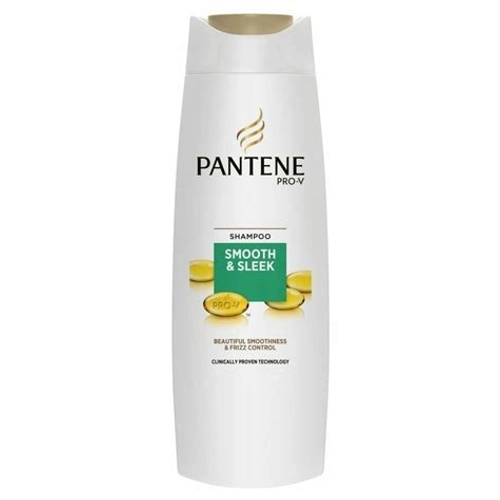 PANTENE
PRO-V
SHAMPOO
SMOOTH
& SLEEK
PRO-V
BEAUTIFUL SMOOTHNESS
& FRIZZ CONTROL
CLINICALLY PROVEN TECHNOLOGY